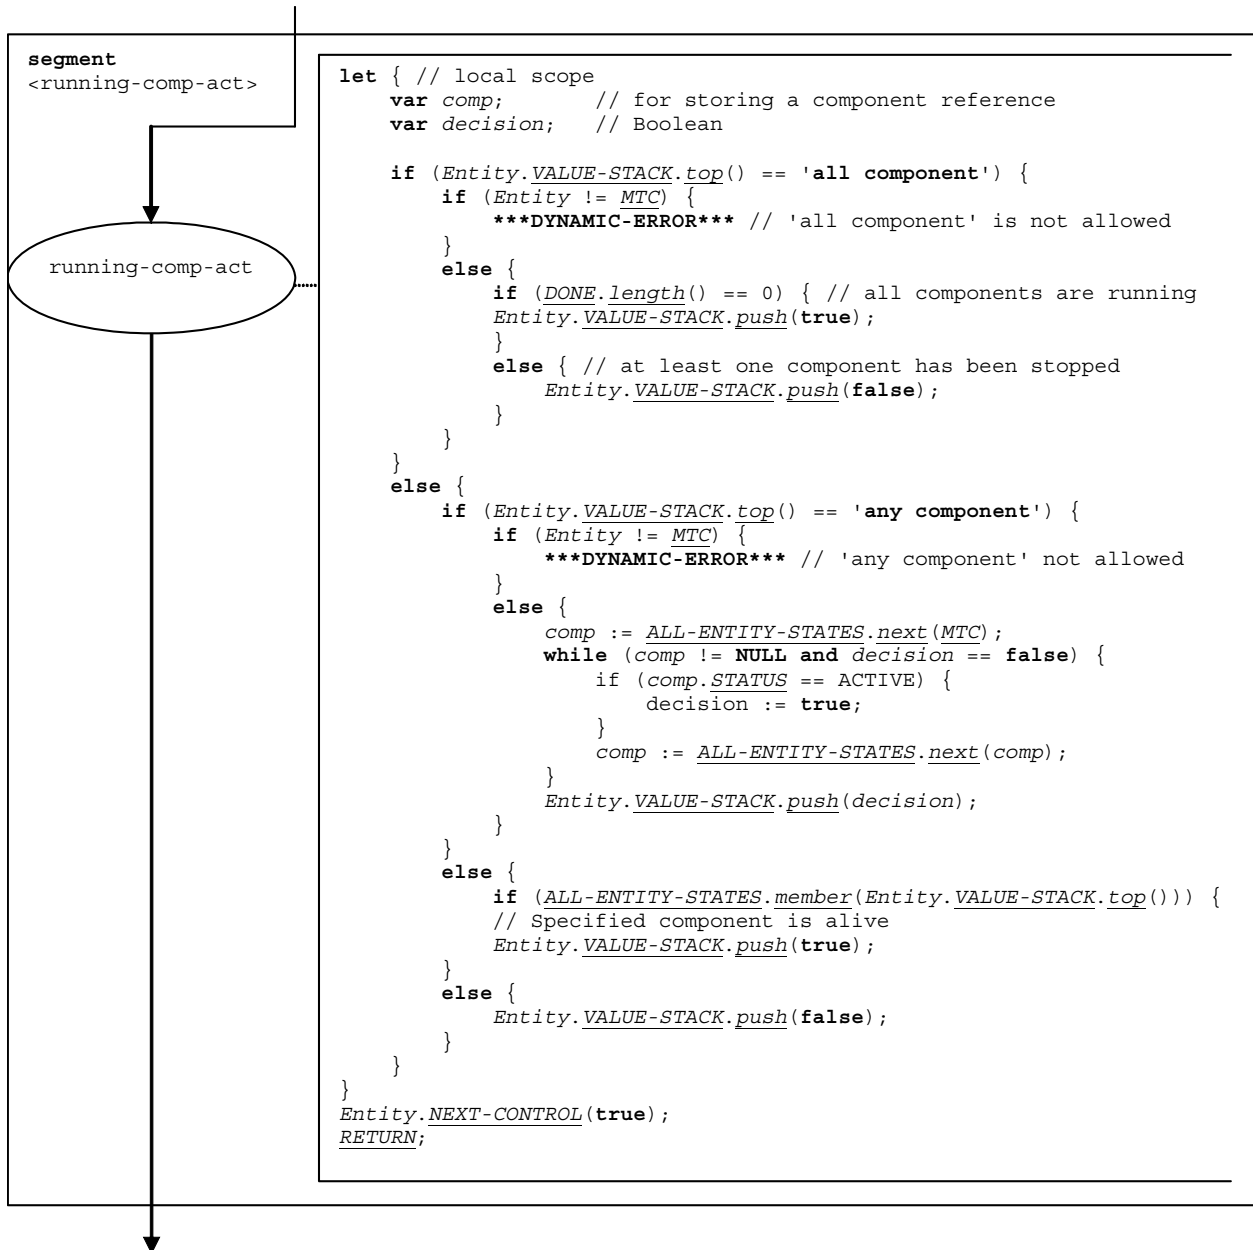 segment
<running-comp-act>
running-comp-act
let { // local scope
    var comp;        // for storing a component reference
    var decision;   // Boolean

    if (Entity.VALUE-STACK.top() == 'all component') {
        if (Entity != MTC) {
            ***DYNAMIC-ERROR*** // 'all component' is not allowed
        }
        else {
            if (DONE.length() == 0) { // all components are running
            Entity.VALUE-STACK.push(true);
            }
            else { // at least one component has been stopped
                Entity.VALUE-STACK.push(false);
            }
        }
    }
    else {
        if (Entity.VALUE-STACK.top() == 'any component') {
            if (Entity != MTC) {
                ***DYNAMIC-ERROR*** // 'any component' not allowed
            }
            else {
                comp := ALL-ENTITY-STATES.next(MTC);
                while (comp != NULL and decision == false) {
                    if (comp.STATUS == ACTIVE) {
                        decision := true;
                    }
                    comp := ALL-ENTITY-STATES.next(comp);
                }
                Entity.VALUE-STACK.push(decision);
            }
        }
        else {
            if (ALL-ENTITY-STATES.member(Entity.VALUE-STACK.top())) {
            // Specified component is alive
            Entity.VALUE-STACK.push(true);
        }
        else {
            Entity.VALUE-STACK.push(false);
        }
    }
}
Entity.NEXT-CONTROL(true);
RETURN;